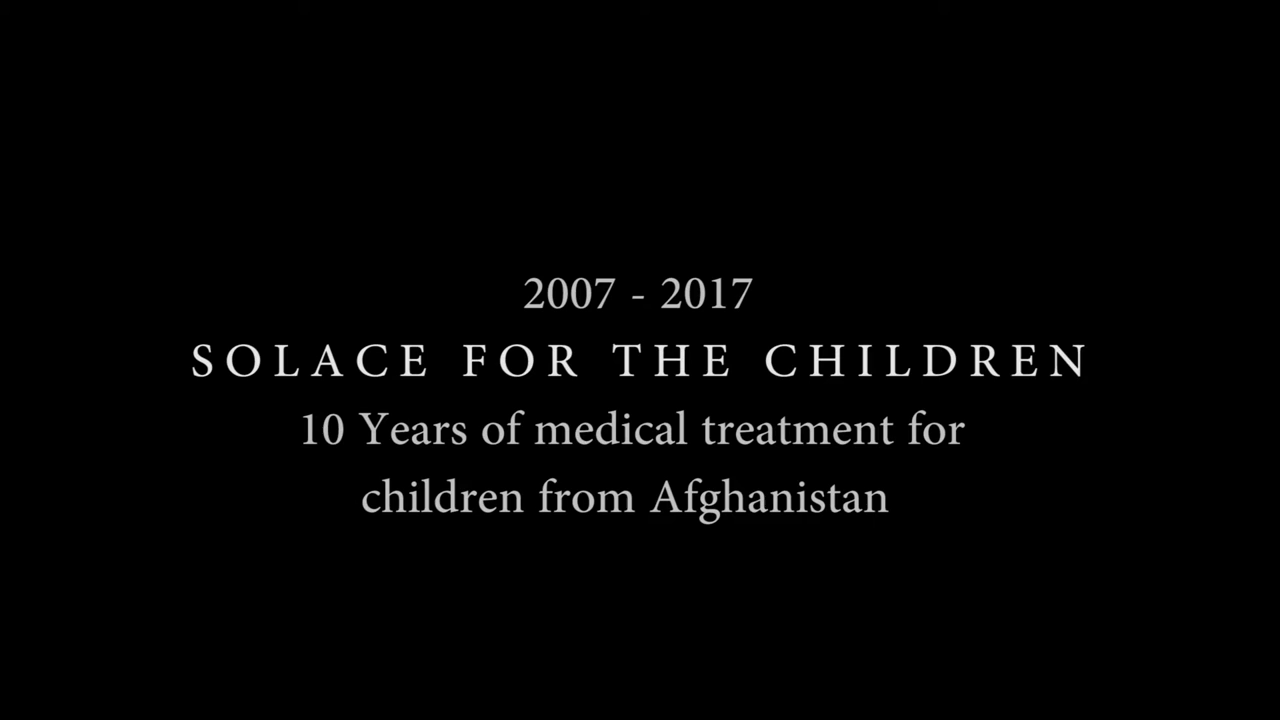 2007 - 2017
SOLACE FOR THE CHILDREN
10 Years of medical treatment for
children from Afghanistan